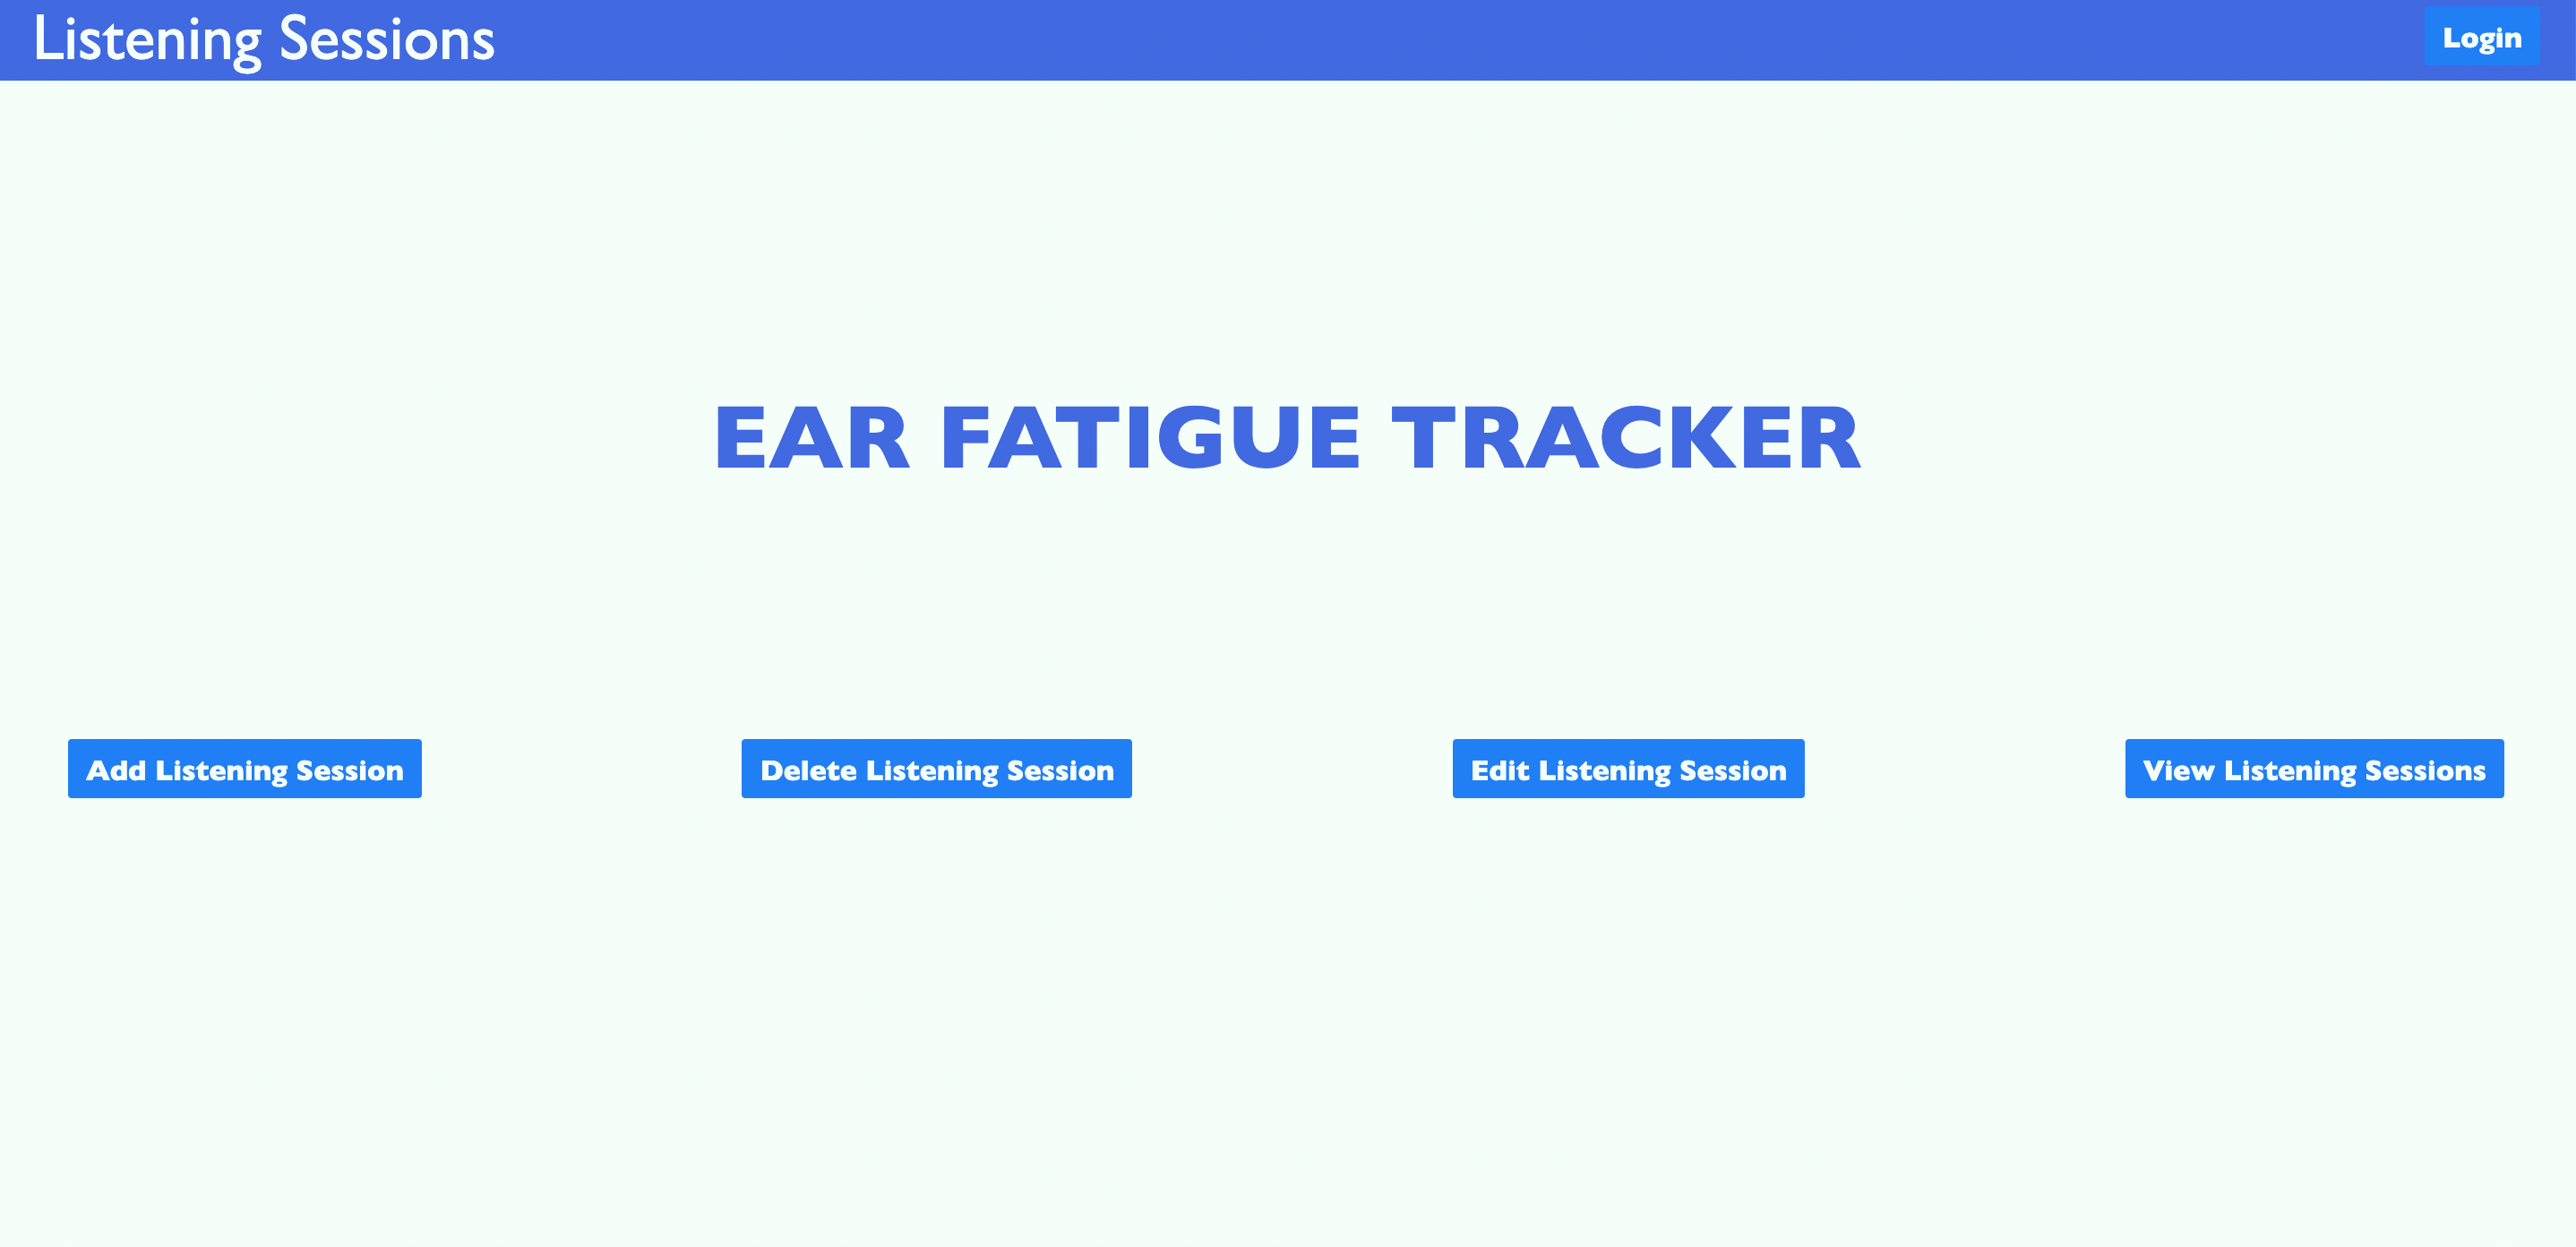 Listening Sessions
Login
EAR FATIGUE TRACKER
Add Listening Session
Delete Listening Session
Edit Listening Session
View Listening Sessions